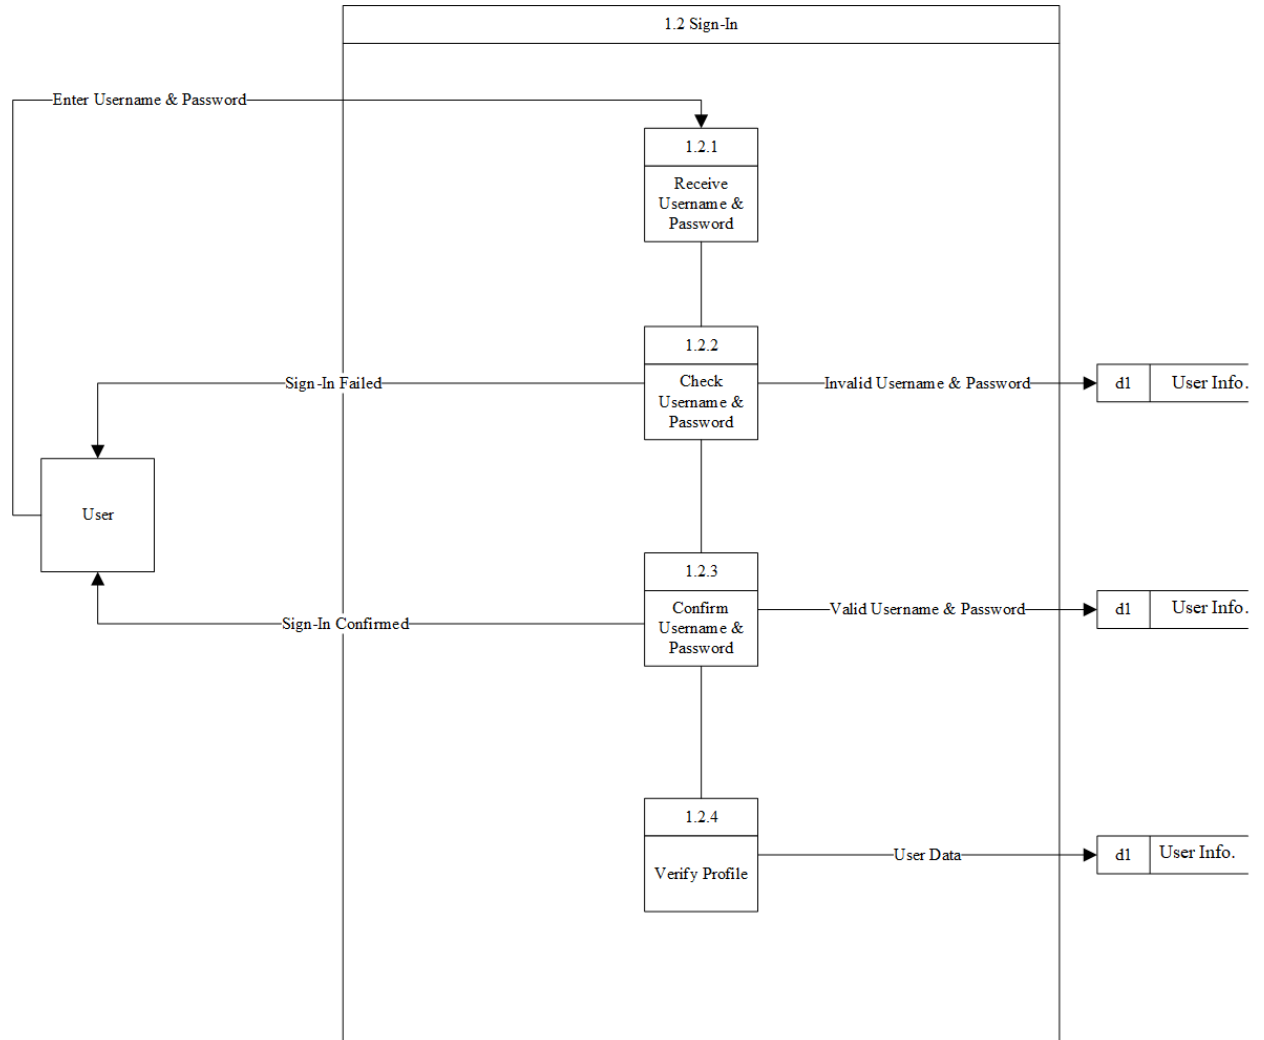 1.2 Sign-In
Enter Username & Password
1.2.1
Receive
Username &
Password
1.2.2
Check
Username &
Password
Sign-In Failed
Invalid Username & Password
d1
User Info.
User
1.2.3
Confirm
Username &
Password
Sign-In Confirmed
Valid Username & Password
d1
User Info.
1.2.4
Verify Profile
User Data
d1
User Info.